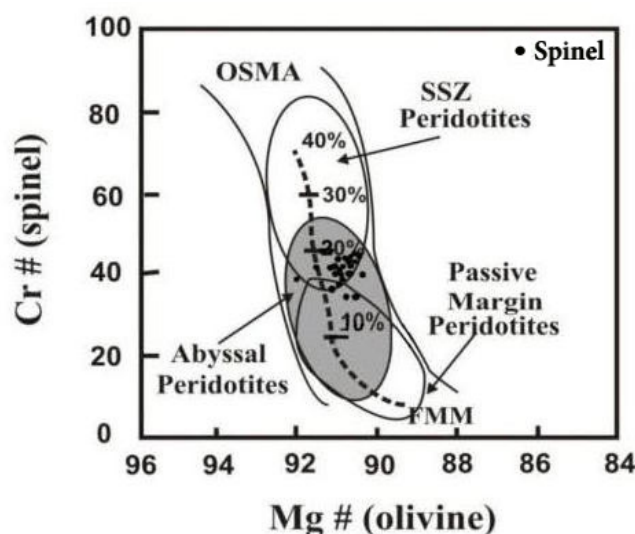 100
80
60
40
20
0
Cr # (spinel)
96
94
92
90
88
86
84
Mg # (olivine)
• Spinel
OSMA
SSZ
Peridotites
40%
30%
20%
10%
Passive
Margin
Peridotites
Abyssal
Peridotites
FMM